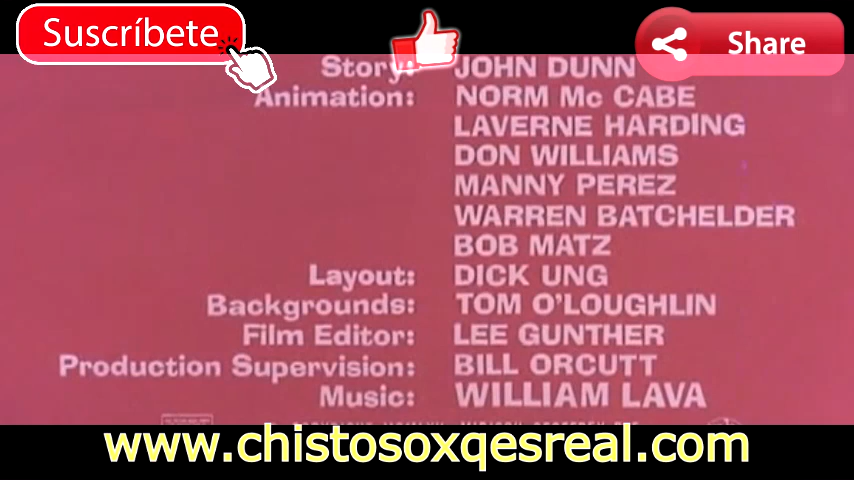 Suscríbete
Share
Story: JOHN DUNN
Animation: NORM Mc CABE
LAVERNE HARDING
DON WILLIAMS
MANNY PEREZ
WARREN BATCHELDER
BOB MATZ
Layout: DICK UNG
Backgrounds: TOM O'LOUGHLIN
Film Editor: LEE GUNTHER
Production Supervision: BILL ORCUTT
Music: WILLIAM LAVA
www.chistosoxqesreal.com